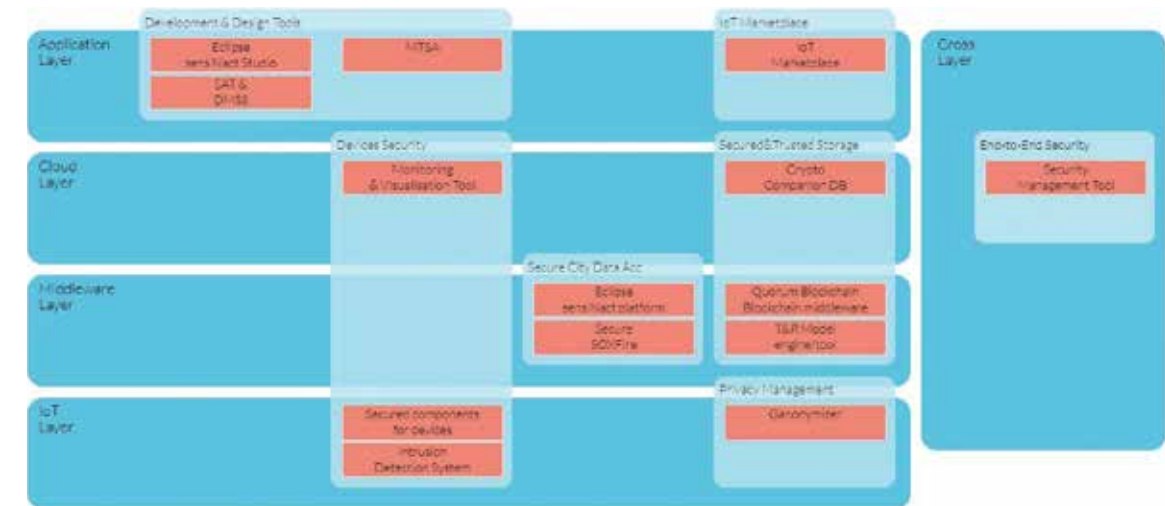 Development & Design Tools
IoT Marketplace
Application
Layer
Eclipse
sensiNact Studio
MTSA
IoT
Marketplace
Cross
Layer
SAT &
Devices Security
Secured&Trusted Storage
End-to-End Security
Cloud
Layer
Monitoring
& Visualisation Tool
Crypto
Companion DB
Security
Management Tool
Secure City Data Acc
Middleware
Layer
Eclipse
sensiNact platform
Quorum Blockchain
Blockchain middleware
Secure
SOXFire
T&R Model
engine/tool
Privacy Management
IoT
Layer
Secured components
for devices
Ganonymizer
Intrusion
Detection System